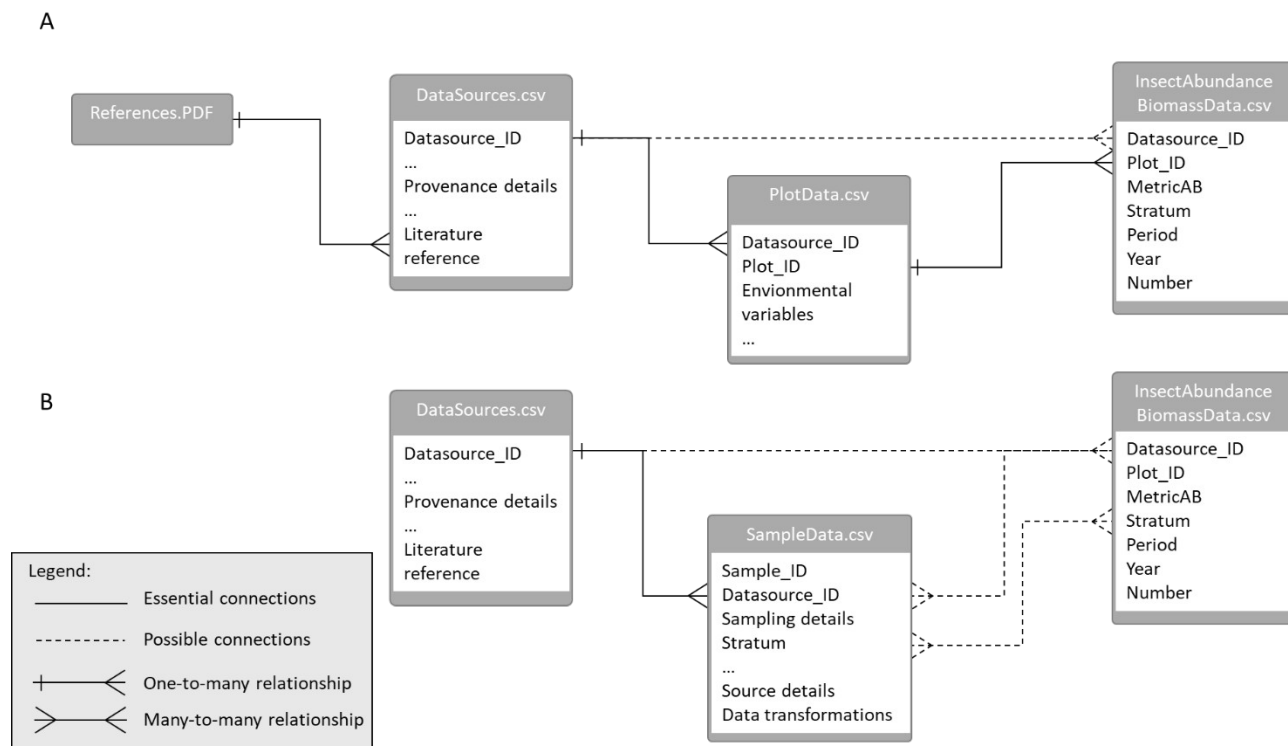 A
References.PDF
DataSources.csv
Datasource_ID
...
Provenance details
...
Literature
reference
PlotData.csv
Datasource_ID
Plot_ID
Envionmental
variables
...
InsectAbundance
BiomassData.csv
Datasource_ID
Plot_ID
MetricAB
Stratum
Period
Year
Number
B
DataSources.csv
Datasource_ID
...
Provenance details
...
Literature
reference
SampleData.csv
Sample_ID
Datasource_ID
Sampling details
Stratum
...
Source details
Data transformations
InsectAbundance
BiomassData.csv
Datasource_ID
Plot_ID
MetricAB
Stratum
Period
Year
Number
Legend:
Essential connections
Possible connections
One-to-many relationship
Many-to-many relationship